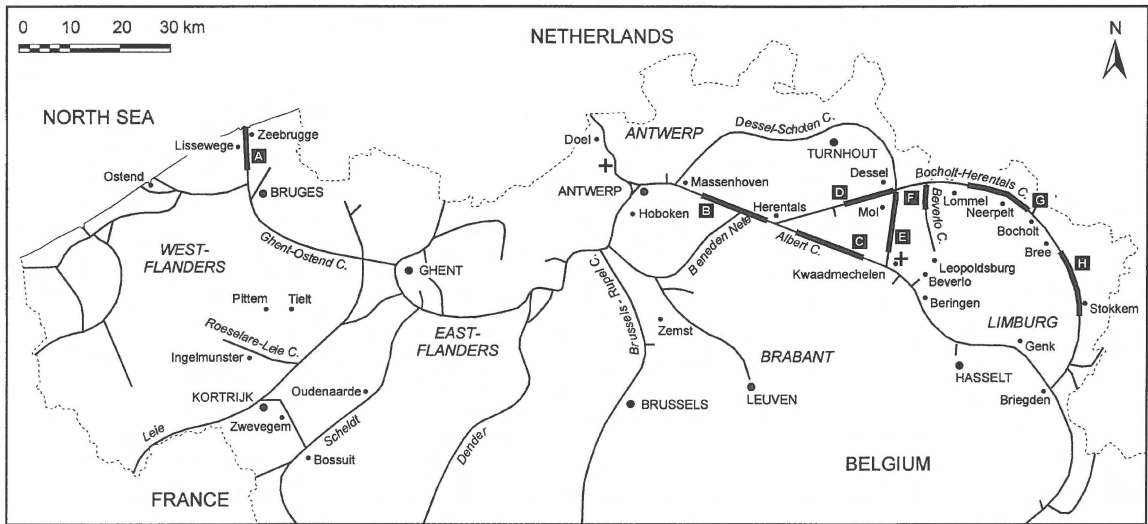 0 10 20 30 km
NETHERLANDS
N
NORTH SEA
Zeebrugge
Lissewege
A
Ostend
BRUGES
Doel
ANTWERP
Dessel-Schoten C.
TURNHOUT
Dessel
Bocholt-Herentals C.
Massenhoven
ANTWERP
Hoboken
B
Herentals
D
Mol
F
Lommel
Neerpelt
G
Bocholt
Bree
Beverlo C.
Beneden Nete
Albert C.
C
E
H
Kwaadmechelen
Leopoldsburg
Beverlo
Beringen
Stokkem
LIMBURG
Genk
HASSELT
Briegden
WEST-
FLANDERS
Ghent-Ostend C.
GHENT
Pittem
Tielt
Roeselare-Leie C.
Ingelmunster
EAST-
FLANDERS
Brussels - Rupel C.
Zemst
BRABANT
KORTRIJK
Oudenaarde
Zwevegem
Leie
Scheldt
Bossuit
Dender
BRUSSELS
LEUVEN
BELGIUM
FRANCE